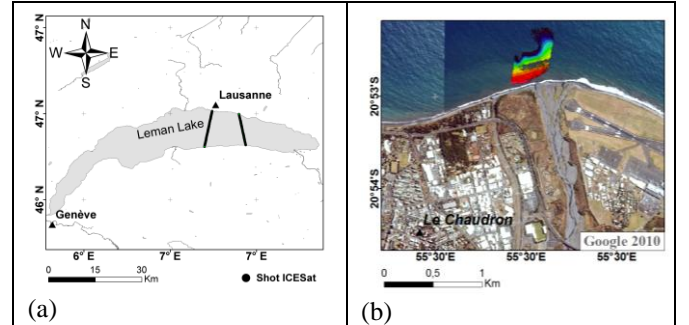 N
W E
S
47° N
47° N
46° N
Lausanne
Leman Lake
Genève
6° E
7° E
7° E
0 15 30
Km
Shot ICESat
(a)
20°53'S
20°54'S
Le Chaudron
Google 2010
55°30'E
55°30'E
55°30'E
0 0,5 1
Km
(b)